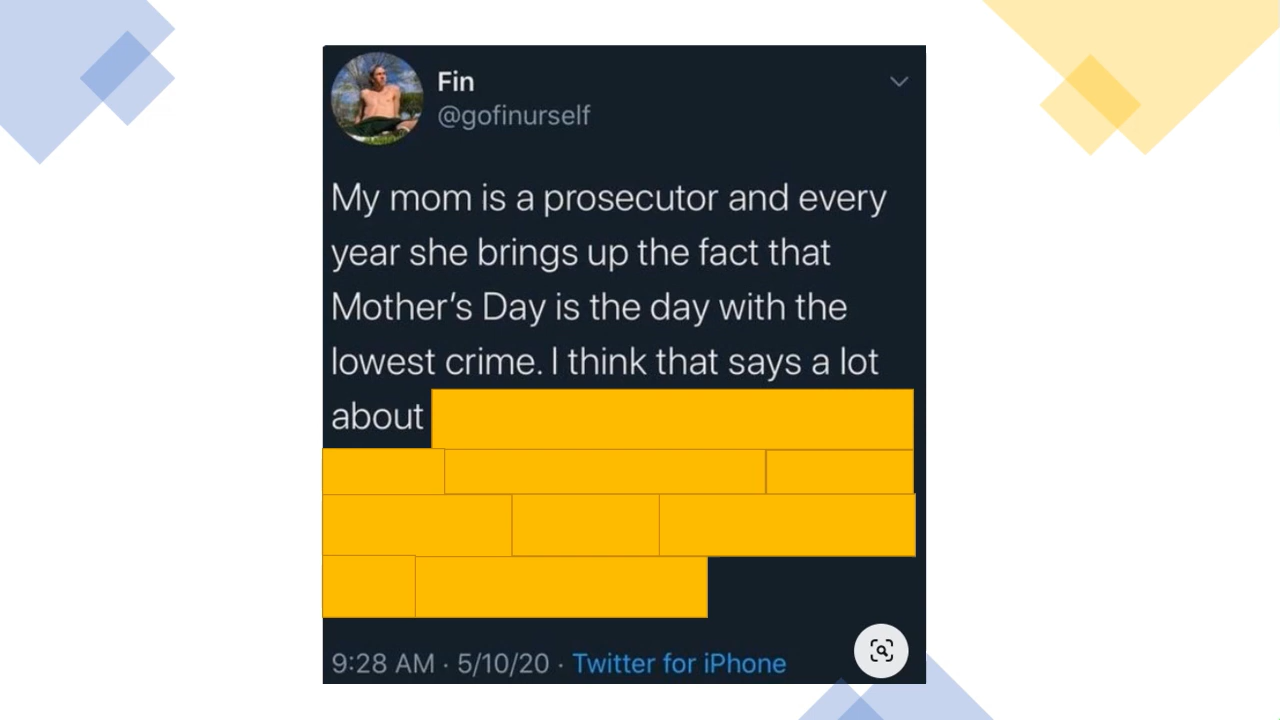 Fin
@gofinurself
My mom is a prosecutor and every
year she brings up the fact that
Mother’s Day is the day with the
lowest crime. I think that says a lot
about
9:28 AM · 5/10/20 · Twitter for iPhone